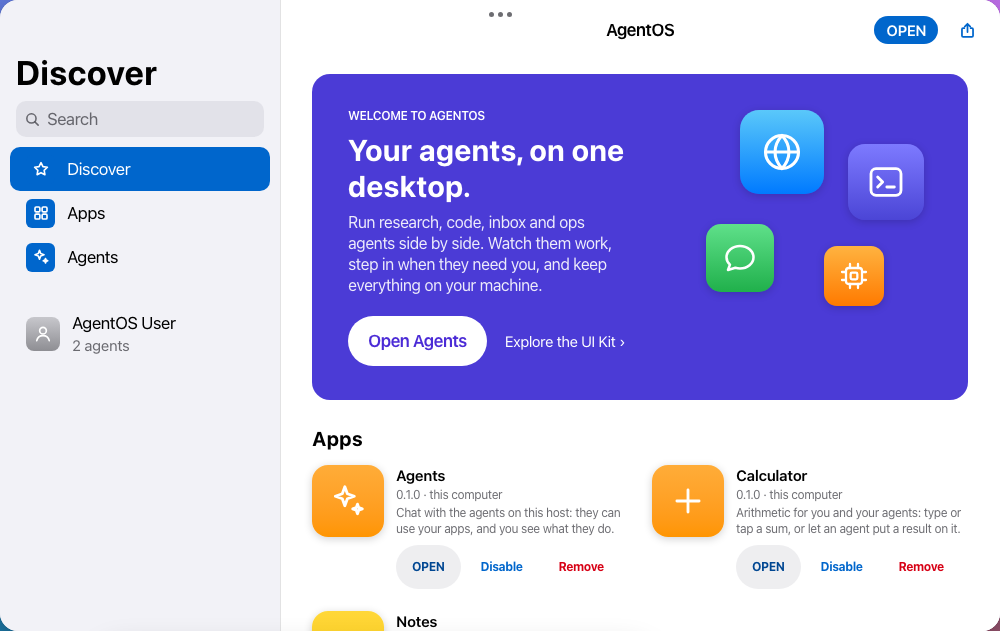 AgentOS
OPEN
Discover
Search
Discover
Apps
Agents
AgentOS User
2 agents
WELCOME TO AGENTOS
Your agents, on one
desktop.
Run research, code, inbox and ops
agents side by side. Watch them work,
step in when they need you, and keep
everything on your machine.
Open Agents
Explore the UI Kit ›
Apps
Agents
0.1.0 · this computer
Chat with the agents on this host: they can
use your apps, and you see what they do.
OPEN
Disable
Remove
Calculator
0.1.0 · this computer
Arithmetic for you and your agents: type or
tap a sum, or let an agent put a result on it.
OPEN
Disable
Remove
Notes